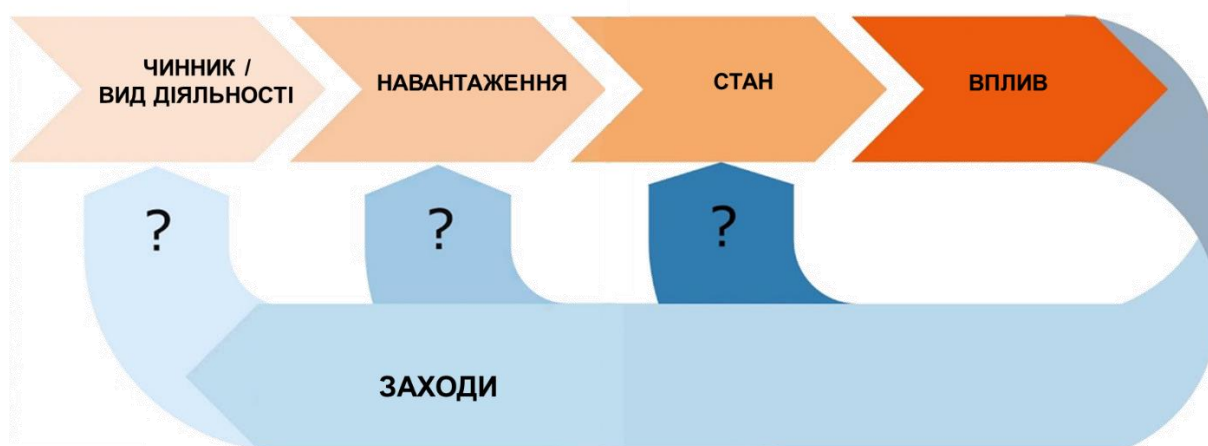 ЧИННИК /
ВИД ДІЯЛЬНОСТІ
НАВАНТАЖЕННЯ
СТАН
ВПЛИВ
?
?
?
ЗАХОДИ